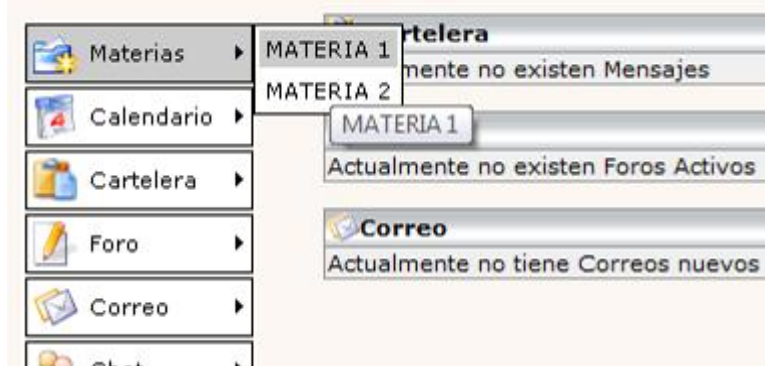 Materias
MATERIA 1
MATERIA 2
MATERIA 1
Calendario
Cartelera
Foro
Correo
rtelera
mente no existen Mensajes
Actualmente no existen Foros Activos
Correo
Actualmente no tiene Correos nuevos